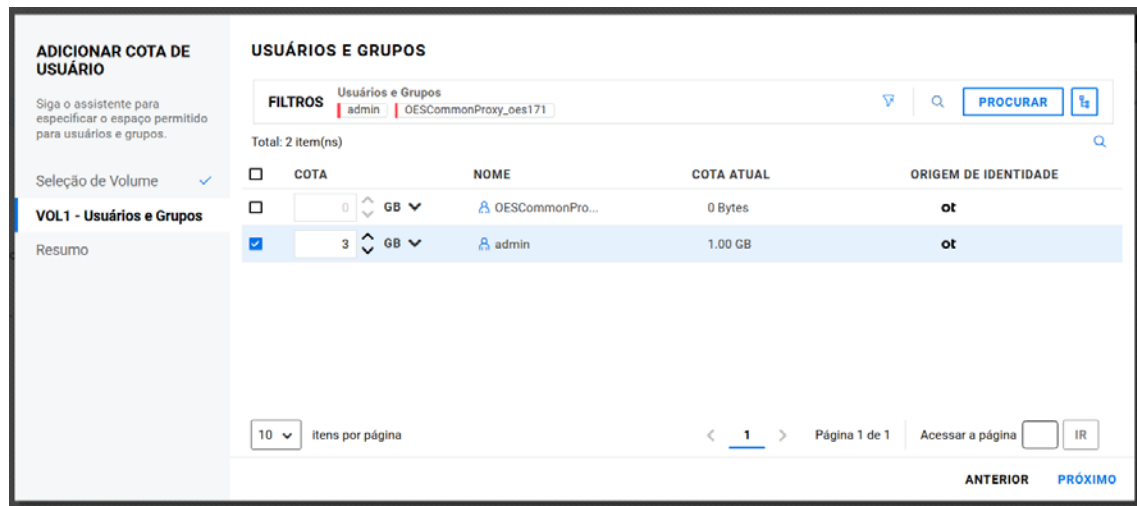 ADICIONAR COTA DE
USUÁRIO
Siga o assistente para
especificar o espaço permitido
para usuários e grupos.
Seleção de Volume
VOL1 - Usuários e Grupos
Resumo
USUÁRIOS E GRUPOS
FILTROS
Usuários e Grupos
admin OESCommonProxy_oes171
PROCURAR
Total: 2 item(ns)
COTA NOME COTA ATUAL ORIGEM DE IDENTIDADE
0 GB OESCommonPro... 0 Bytes ot
3 GB admin 1.00 GB ot
10 itens por página
1 Página 1 de 1 Acessar a página IR
ANTERIOR PRÓXIMO